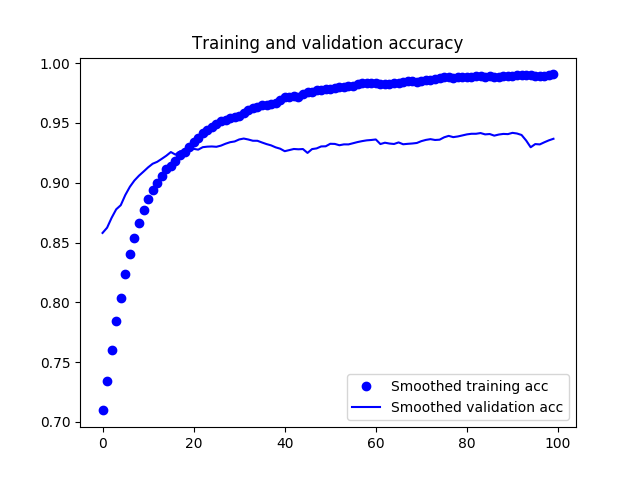 Training and validation accuracy
1.00
0.95
0.90
0.85
0.80
0.75
0.70
Smoothed training acc
Smoothed validation acc
0 20 40 60 80 100